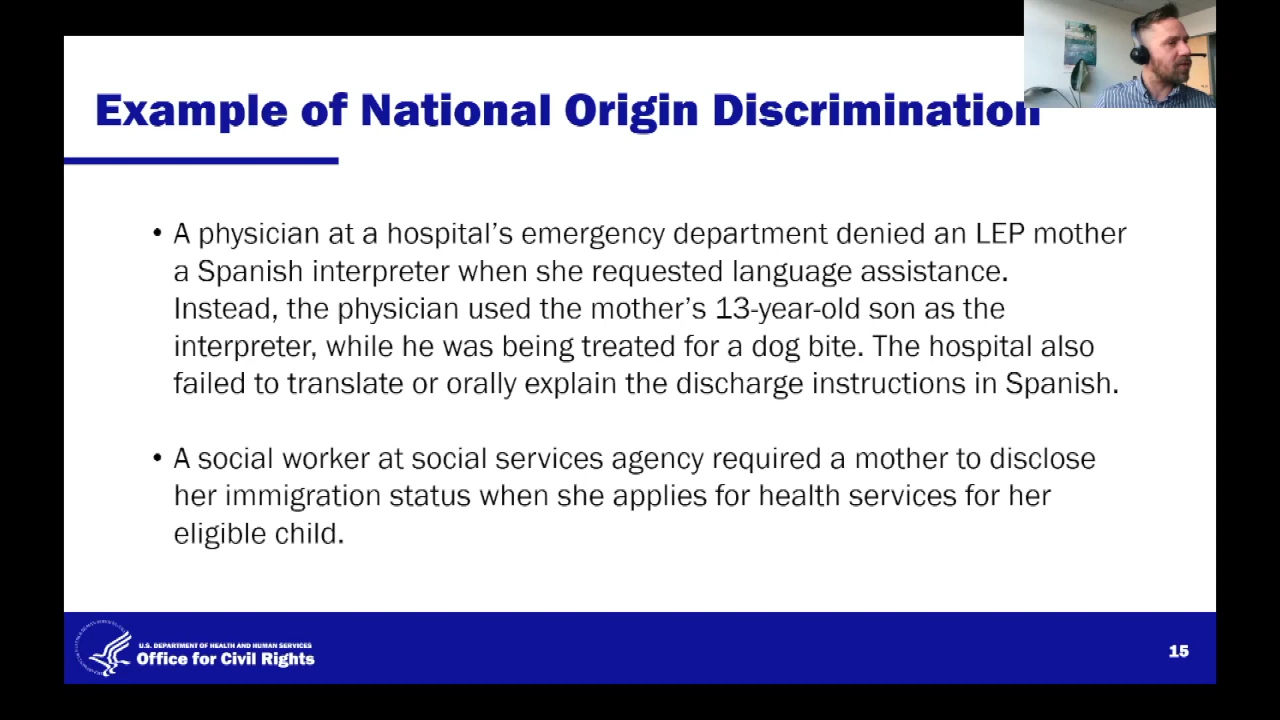 Example of National Origin Discrimination
• A physician at a hospital's emergency department denied an LEP mother
a Spanish interpreter when she requested language assistance.
Instead, the physician used the mother's 13-year-old son as the
interpreter, while he was being treated for a dog bite. The hospital also
failed to translate or orally explain the discharge instructions in Spanish.
• A social worker at social services agency required a mother to disclose
her immigration status when she applies for health services for her
eligible child.
U.S. DEPARTMENT OF HEALTH AND HUMAN SERVICES
Office for Civil Rights
15